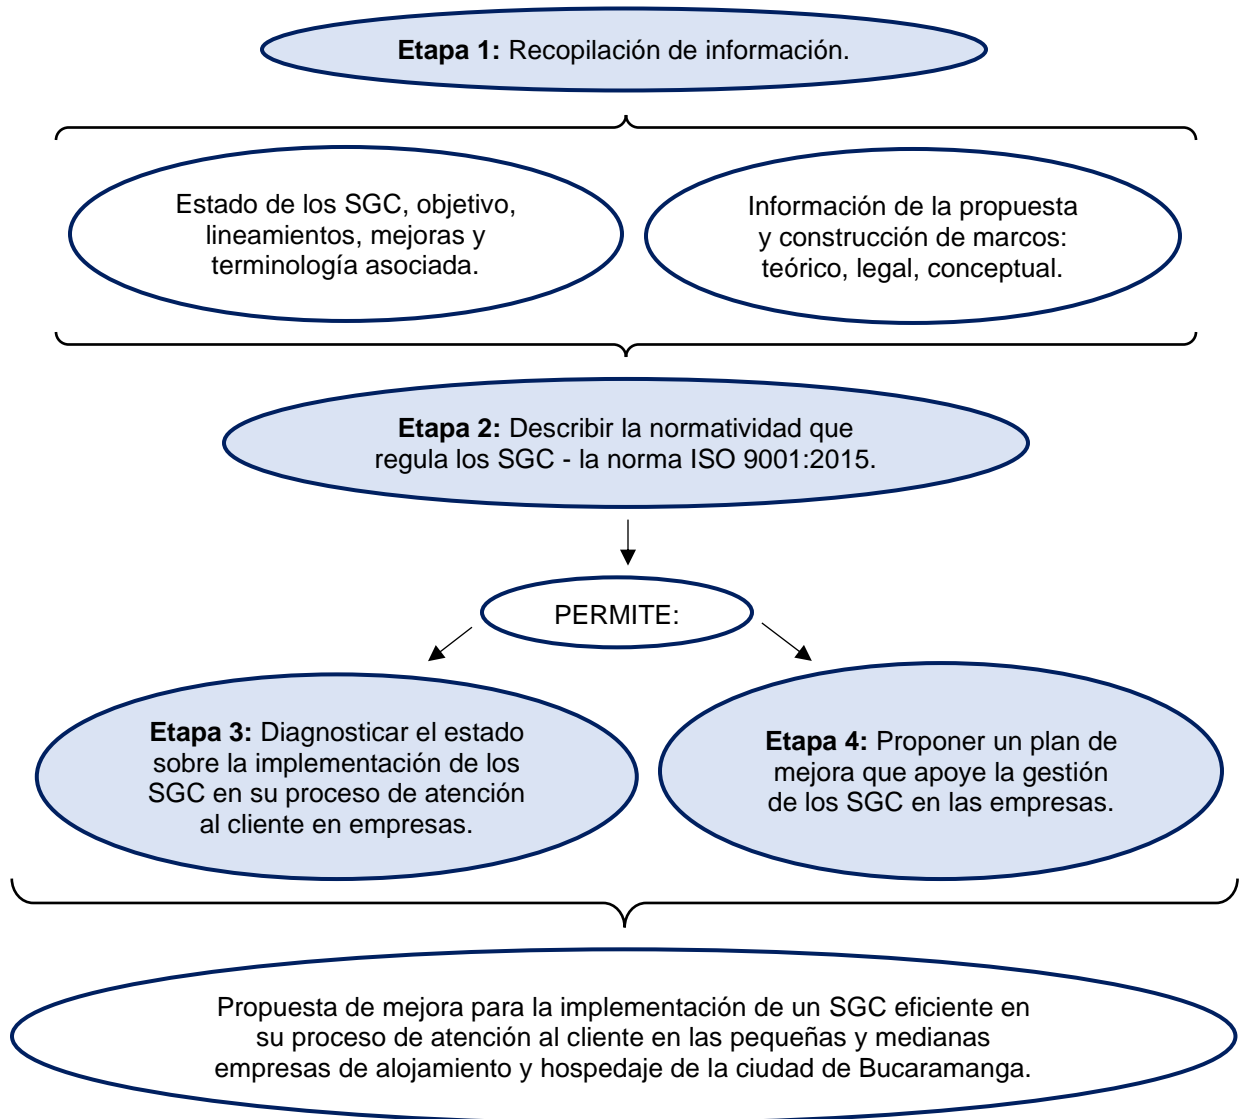 Etapa 1: Recopilación de información.
Estado de los SGC, objetivo,
lineamientos, mejoras y
terminología asociada.
Información de la propuesta
y construcción de marcos:
teórico, legal, conceptual.
Etapa 2: Describir la normatividad que
regula los SGC - la norma ISO 9001:2015.
PERMITE:
Etapa 3: Diagnosticar el estado
sobre la implementación de los
SGC en su proceso de atención
al cliente en empresas.
Etapa 4: Proponer un plan de
mejora que apoye la gestión
de los SGC en las empresas.
Propuesta de mejora para la implementación de un SGC eficiente en
su proceso de atención al cliente en las pequeñas y medianas
empresas de alojamiento y hospedaje de la ciudad de Bucaramanga.